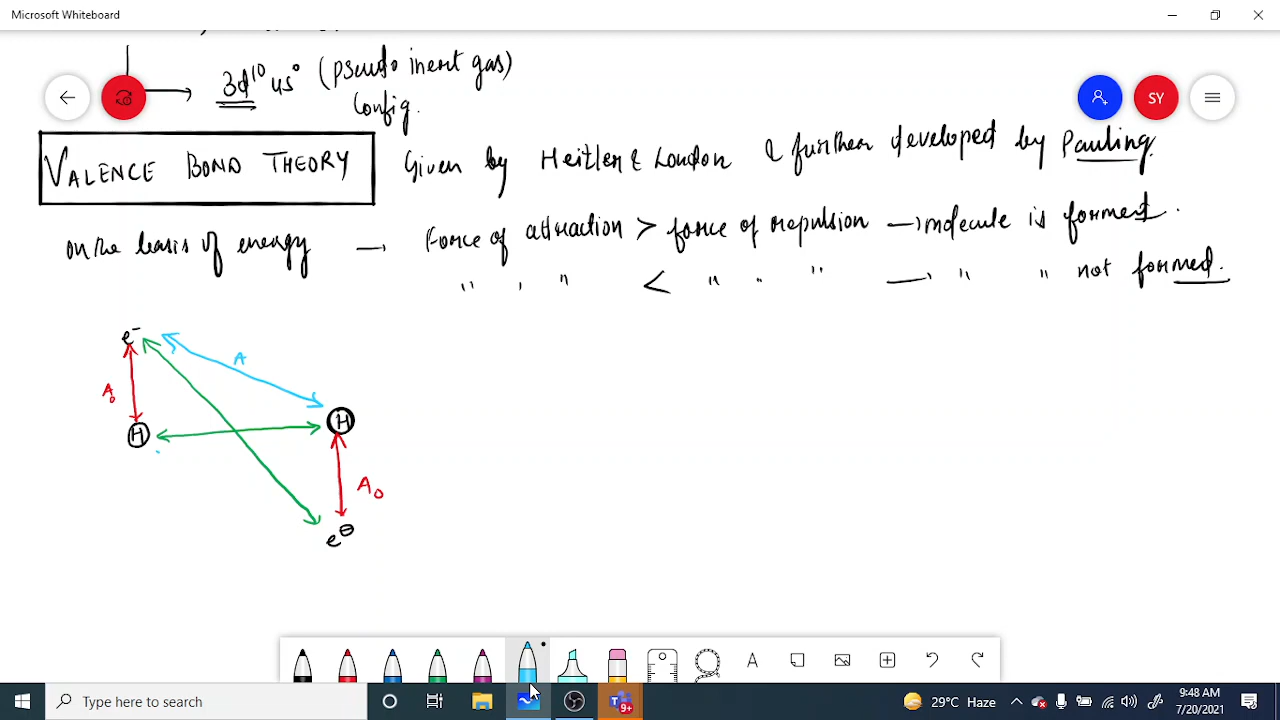 Microsoft Whiteboard
3d¹⁰ 4s⁰ (pseudo inert gas)
Config.
SY
VALENCE BOND THEORY Given by Heitler & London & further developed by Pauling.
on the basis of energy → Force of attraction > force of repulsion → molecule is formed.
" " " < " " " → " " not formed.
e⁻
A
A₀
H
H
A₀
e⊖
A
Type here to search
9+
29°C Haze
9:48 AM
7/20/2021